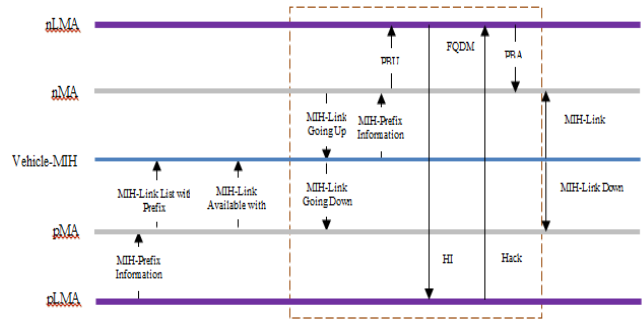 nLMA
PBU
FQDM
PBA
nMA
MIH-Link
Going Up
MIH-Prefix
Information
MIH-Link
Vehicle-MIH
MIH-Link List with
Prefix
MIH-Link
Available with
MIH-Link
Going Down
MIH-Link Down
pMA
MIH-Prefix
Information
HI
Hack
pLMA